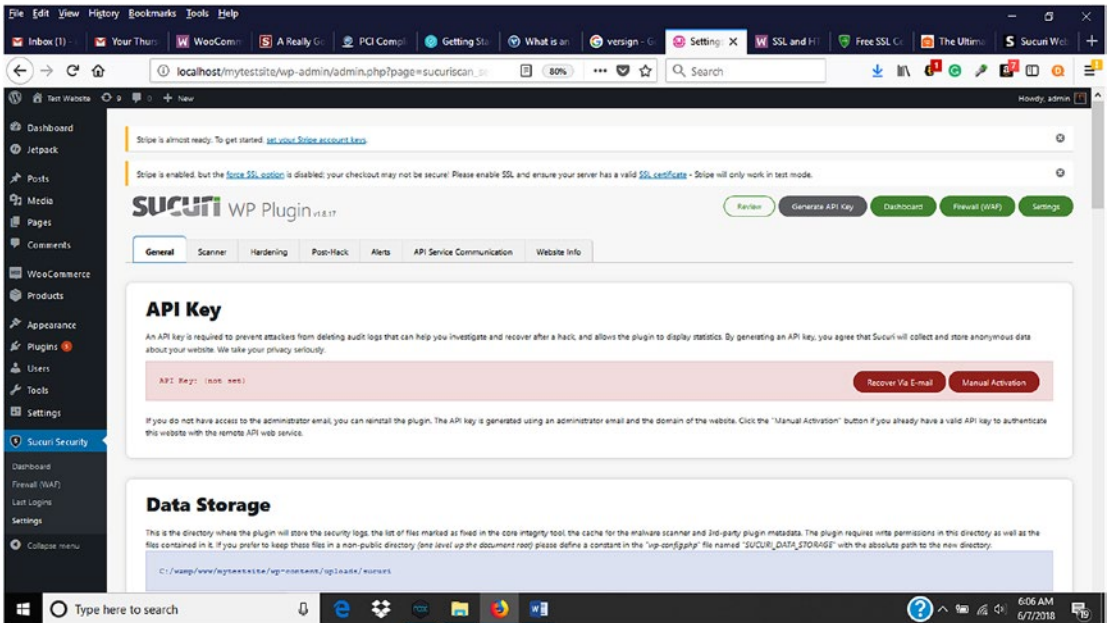 File Edit View History Bookmarks Tools Help
Inbox (1) - Your Thurs WooComm A Really Go PCI Compl Getting Sta What is an version - G Setting: X SSL and HT Free SSL Ce The Ultima Sucuri Web
localhost/mytestsite/wp-admin/admin.php?page=sucuriscan_se 80% Search
Test Website 9 0 + New Howdy, admin
Dashboard
Jetpack
Posts
Media
Pages
Comments
WooCommerce
Products
Appearance
Plugins
Users
Tools
Settings
Sucuri Security
Dashboard
Firewall (WAF)
Last Logins
Settings
Collapse menu
Stripe is almost ready. To get started, set your Stripe account keys.
Stripe is enabled, but the force SSL option is disabled; your checkout may not be secure! Please enable SSL and ensure your server has a valid SSL certificate - Stripe will only work in test mode.
SUCURI WP Plugin v1.8.17
Review Generate API Key Dashboard Firewall (WAF) Settings
General Scanner Hardening Post-Hack Alerts API Service Communication Website Info
API Key
An API key is required to prevent attackers from deleting audit logs that can help you investigate and recover after a hack, and allows the plugin to display statistics. By generating an API key, you agree that Sucuri will collect and store anonymous data
about your website. We take your privacy seriously.
API Key: (not set) Recover Via E-mail Manual Activation
If you do not have access to the administrator email, you can reinstall the plugin. The API key is generated using an administrator email and the domain of the website. Click the "Manual Activation" button if you already have a valid API key to authenticate
this website with the remote API web service.
Data Storage
This is the directory where the plugin will store the security logs, the list of files marked as fixed in the core integrity tool, the cache for the malware scanner and 3rd-party plugin metadata. The plugin requires write permissions in this directory as well as the
files contained in it. If you prefer to keep these files in a non-public directory (one level up the document root) please define a constant in the "wp-config.php" file named "SUCURI_DATA_STORAGE" with the absolute path to the new directory.
C:/wamp/www/mytestsite/wp-content/uploads/sucuri
Type here to search
6:06 AM
6/7/2018